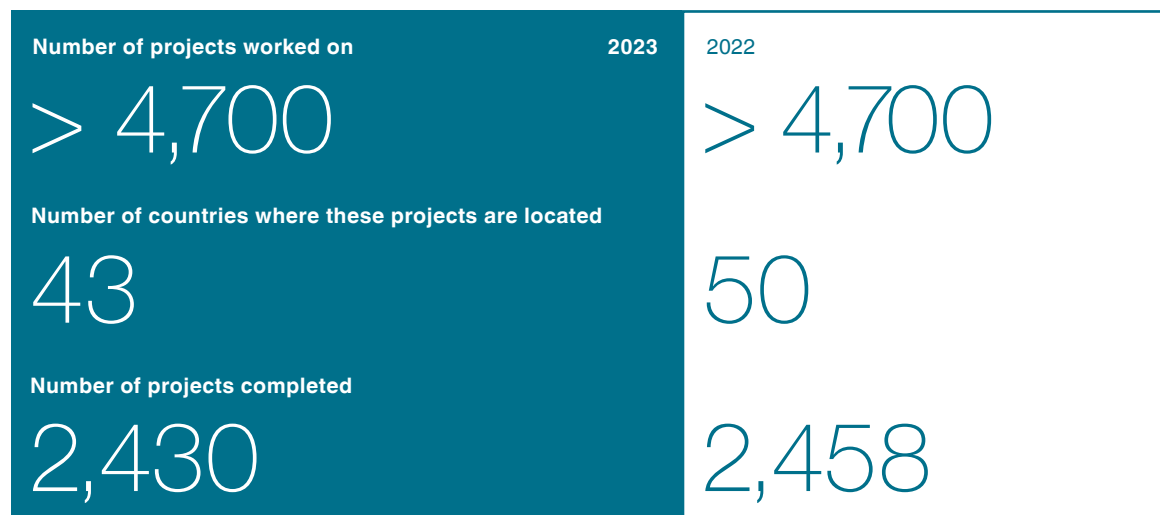 Number of projects worked on 2023 2022
> 4,700 > 4,700
Number of countries where these projects are located
43 50
Number of projects completed
2,430 2,458